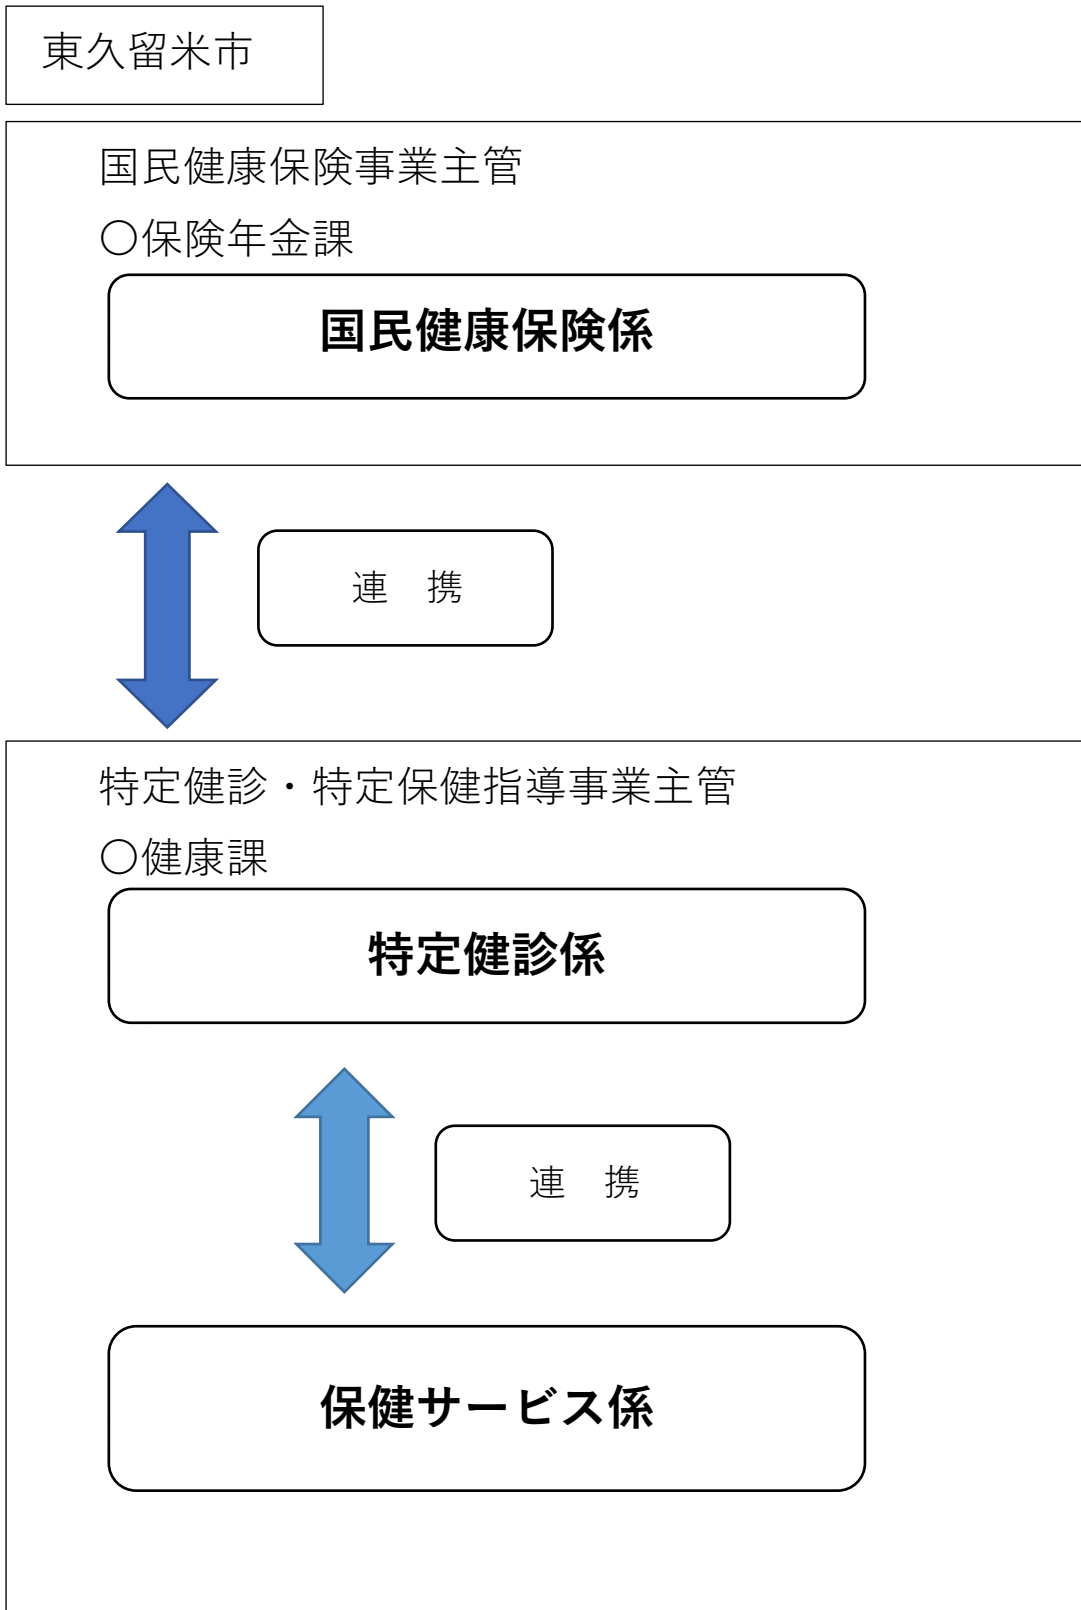 東久留米市
国民健康保険事業主管
〇保険年金課
国民健康保険係
連　携
特定健診・特定保健指導事業主管
〇健康課
特定健診係
連　携
保健サービス係